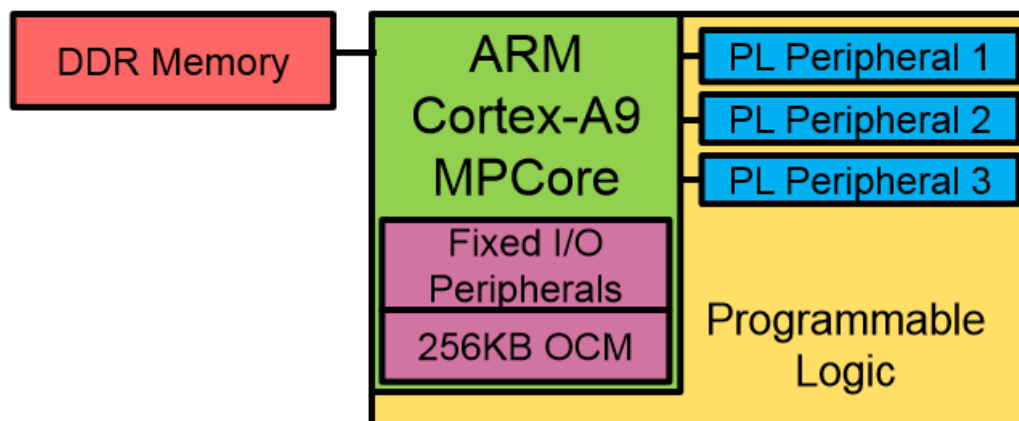 DDR Memory
ARM
Cortex-A9
MPCore
Fixed I/O
Peripherals
256KB OCM
PL Peripheral 1
PL Peripheral 2
PL Peripheral 3
Programmable
Logic